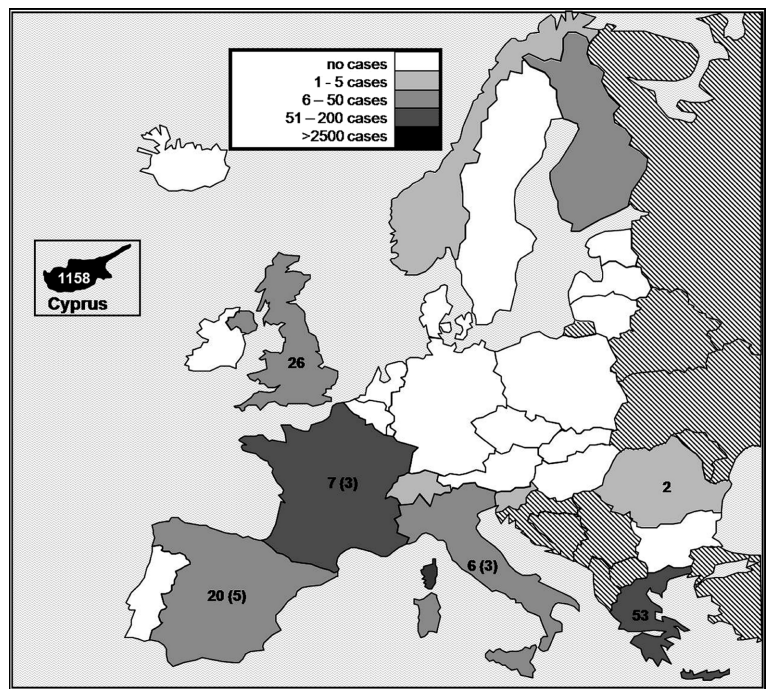 no cases
1 - 5 cases
6 – 50 cases
51 – 200 cases
>2500 cases
1158
Cyprus
26
7 (3)
2
6 (3)
20 (5)
53